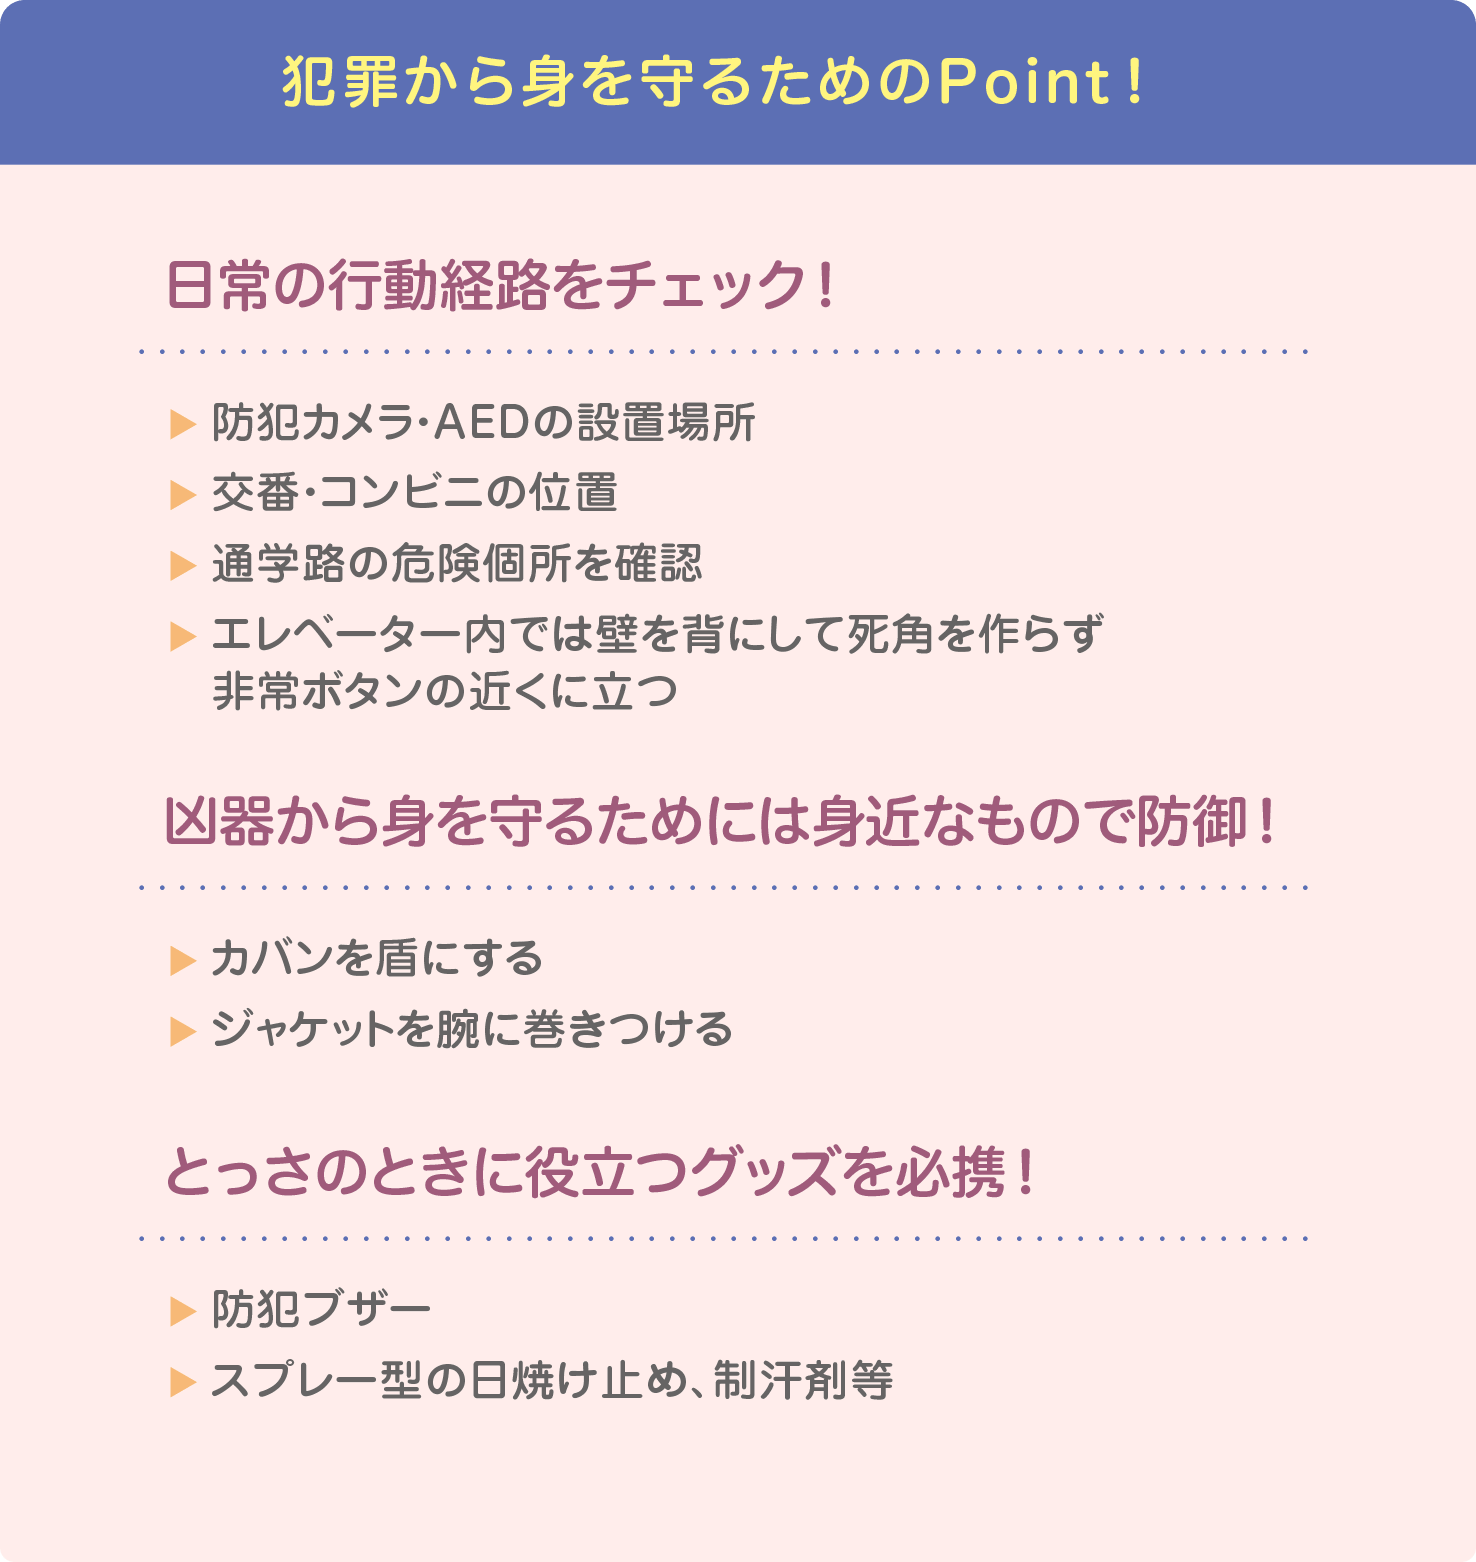 犯罪から身を守るためのPoint！
日常の行動経路をチェック！
▶ 防犯カメラ・AEDの設置場所
▶ 交番・コンビニの位置
▶ 通学路の危険個所を確認
▶ エレベーター内では壁を背にして死角を作らず
非常ボタンの近くに立つ
凶器から身を守るためには身近なもので防御！
▶ カバンを盾にする
▶ ジャケットを腕に巻きつける
とっさのときに役立つグッズを必携！
▶ 防犯ブザー
▶ スプレー型の日焼け止め、制汗剤等